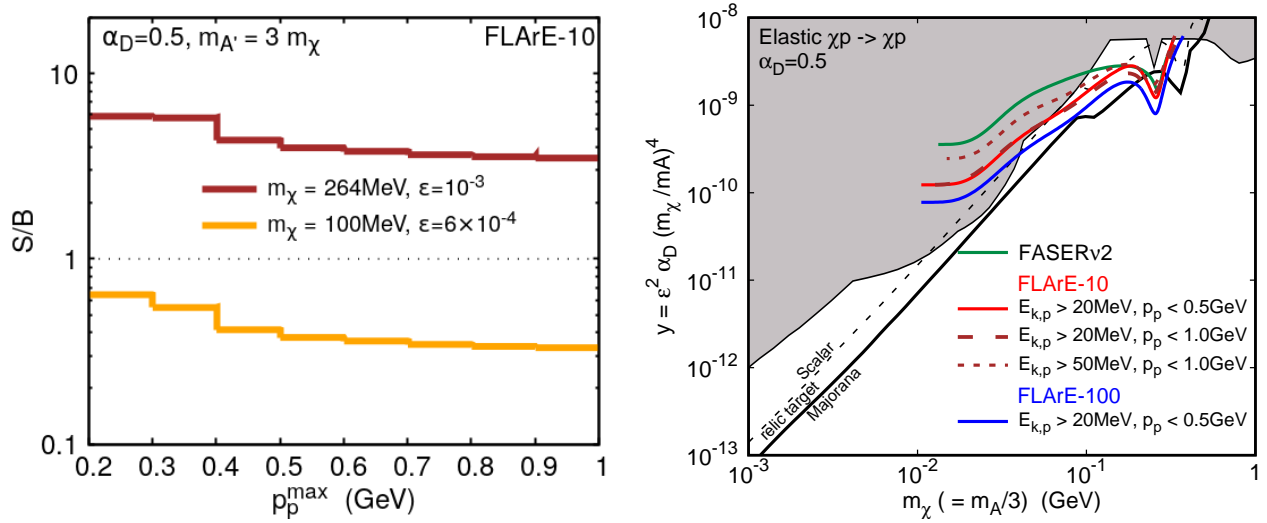 α_D=0.5, m_A' = 3 m_χ
FLArE-10
10
1
0.1
S/B
m_χ = 264MeV, ε=10^-3
m_χ = 100MeV, ε=6×10^-4
0.2 0.3 0.4 0.5 0.6 0.7 0.8 0.9 1
p_p^max (GeV)
Elastic χp -> χp
α_D=0.5
10^-8
10^-9
10^-10
10^-11
10^-12
10^-13
y = ε^2 α_D (m_χ/mA)^4
FASERν2
FLArE-10
E_k,p > 20MeV, p_p < 0.5GeV
E_k,p > 20MeV, p_p < 1.0GeV
E_k,p > 50MeV, p_p < 1.0GeV
FLArE-100
E_k,p > 20MeV, p_p < 0.5GeV
Scalar
relic target
Majorana
10^-3 10^-2 10^-1 1
m_χ ( = m_A/3) (GeV)